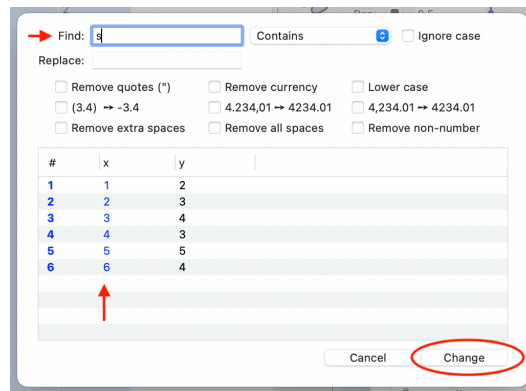 Find: s Contains Ignore case
Replace:
Remove quotes (") Remove currency Lower case
(3.4) ➙ -3.4 4.234,01 ➙ 4234.01 4,234.01 ➙ 4234.01
Remove extra spaces Remove all spaces Remove non-number
# x y
1 1 2
2 2 3
3 3 4
4 4 3
5 5 5
6 6 4
Cancel Change